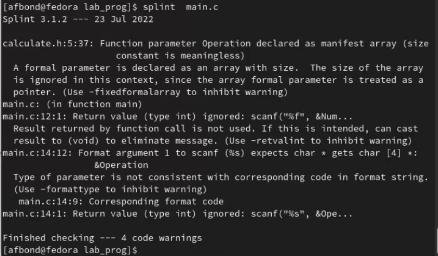 [afbond@fedora lab_prog]$ splint  main.c
Splint 3.1.2 --- 23 Jul 2022

calculate.h:5:37: Function parameter Operation declared as manifest array (size
                     constant is meaningless)
  A formal parameter is declared as an array with size.  The size of the array
  is ignored in this context, since the array formal parameter is treated as a
  pointer. (Use -fixedformalarray to inhibit warning)
main.c: (in function main)
main.c:12:1: Return value (type int) ignored: scanf("%f", &Num...
  Result returned by function call is not used. If this is intended, can cast
  result to (void) to eliminate message. (Use -retvalint to inhibit warning)
main.c:14:12: Format argument 1 to scanf (%s) expects char * gets char [4] *:
                 &Operation
  Type of parameter is not consistent with corresponding code in format string.
  (Use -formattype to inhibit warning)
   main.c:14:9: Corresponding format code
main.c:14:1: Return value (type int) ignored: scanf("%s", &Ope...

Finished checking --- 4 code warnings
[afbond@fedora lab_prog]$